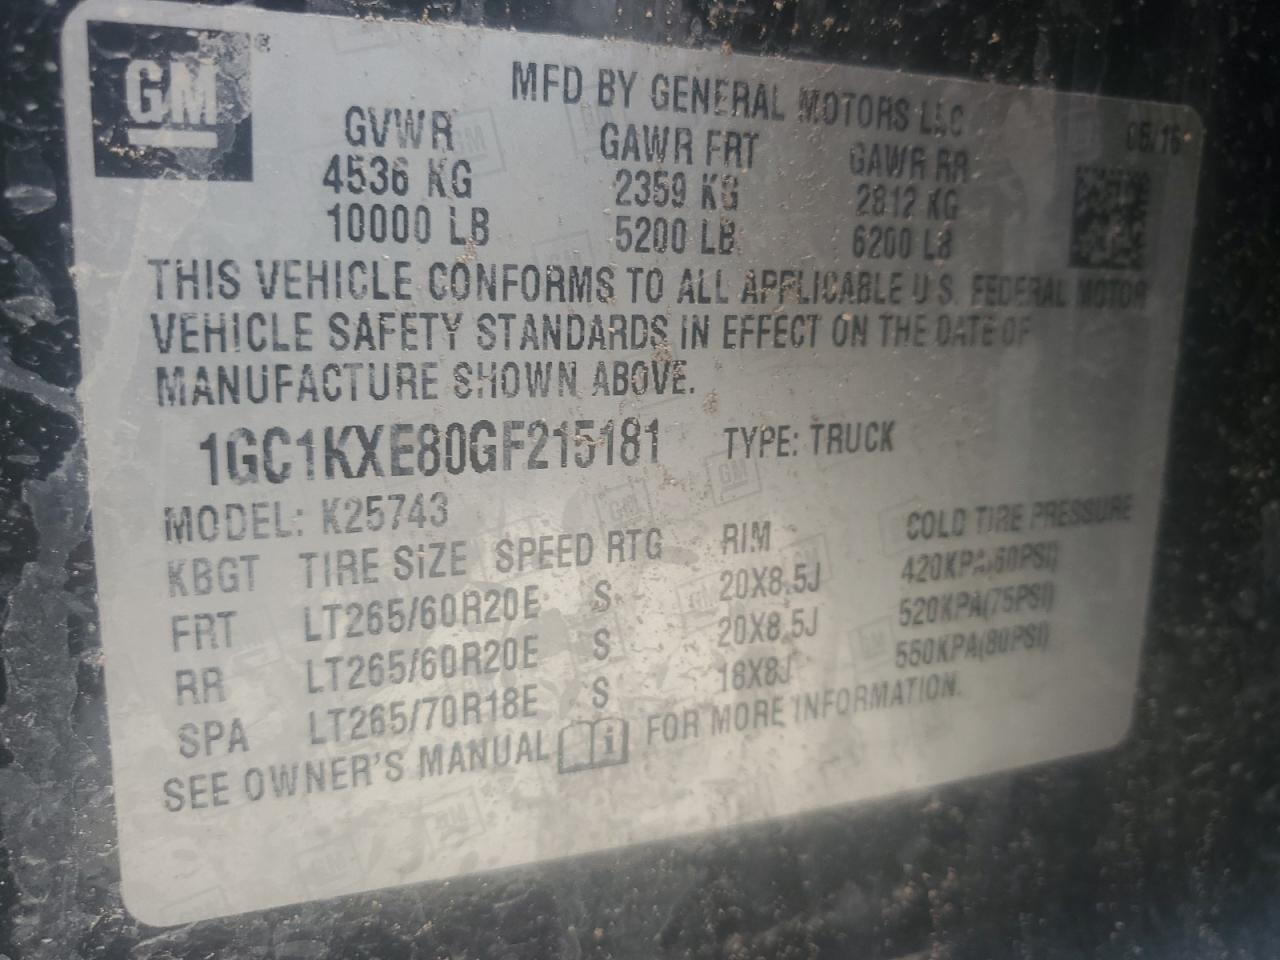 GM®
MFD BY GENERAL MOTORS LLC
05/16
GVWR GAWR FRT GAWR RR
4536 KG 2359 KG 2812 KG
10000 LB 5200 LB 6200 LB
THIS VEHICLE CONFORMS TO ALL APPLICABLE U.S. FEDERAL MOTOR
VEHICLE SAFETY STANDARDS IN EFFECT ON THE DATE OF
MANUFACTURE SHOWN ABOVE.
1GC1KXE80GF215181 TYPE: TRUCK
MODEL: K25743
KBGT TIRE SIZE SPEED RTG RIM COLD TIRE PRESSURE
FRT LT265/60R20E S 20X8.5J 420KPA(60PSI)
RR LT265/60R20E S 20X8.5J 520KPA(75PSI)
SPA LT265/70R18E S 18X8J 550KPA(80PSI)
SEE OWNER'S MANUAL i FOR MORE INFORMATION.